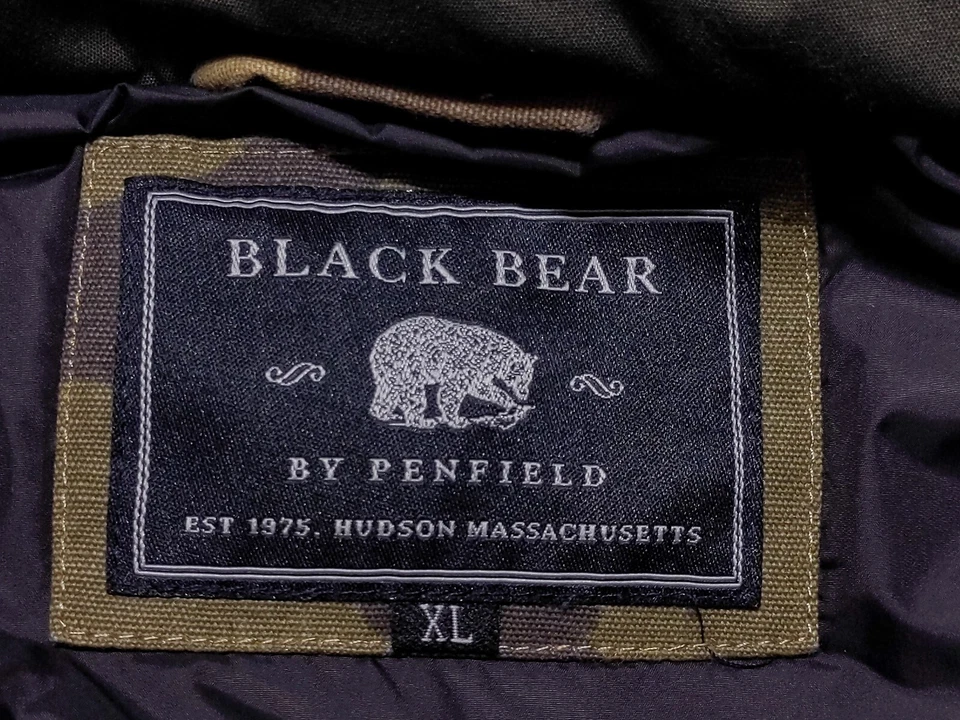 BLACK BEAR
BY PENFIELD
EST 1975. HUDSON MASSACHUSETTS
XL